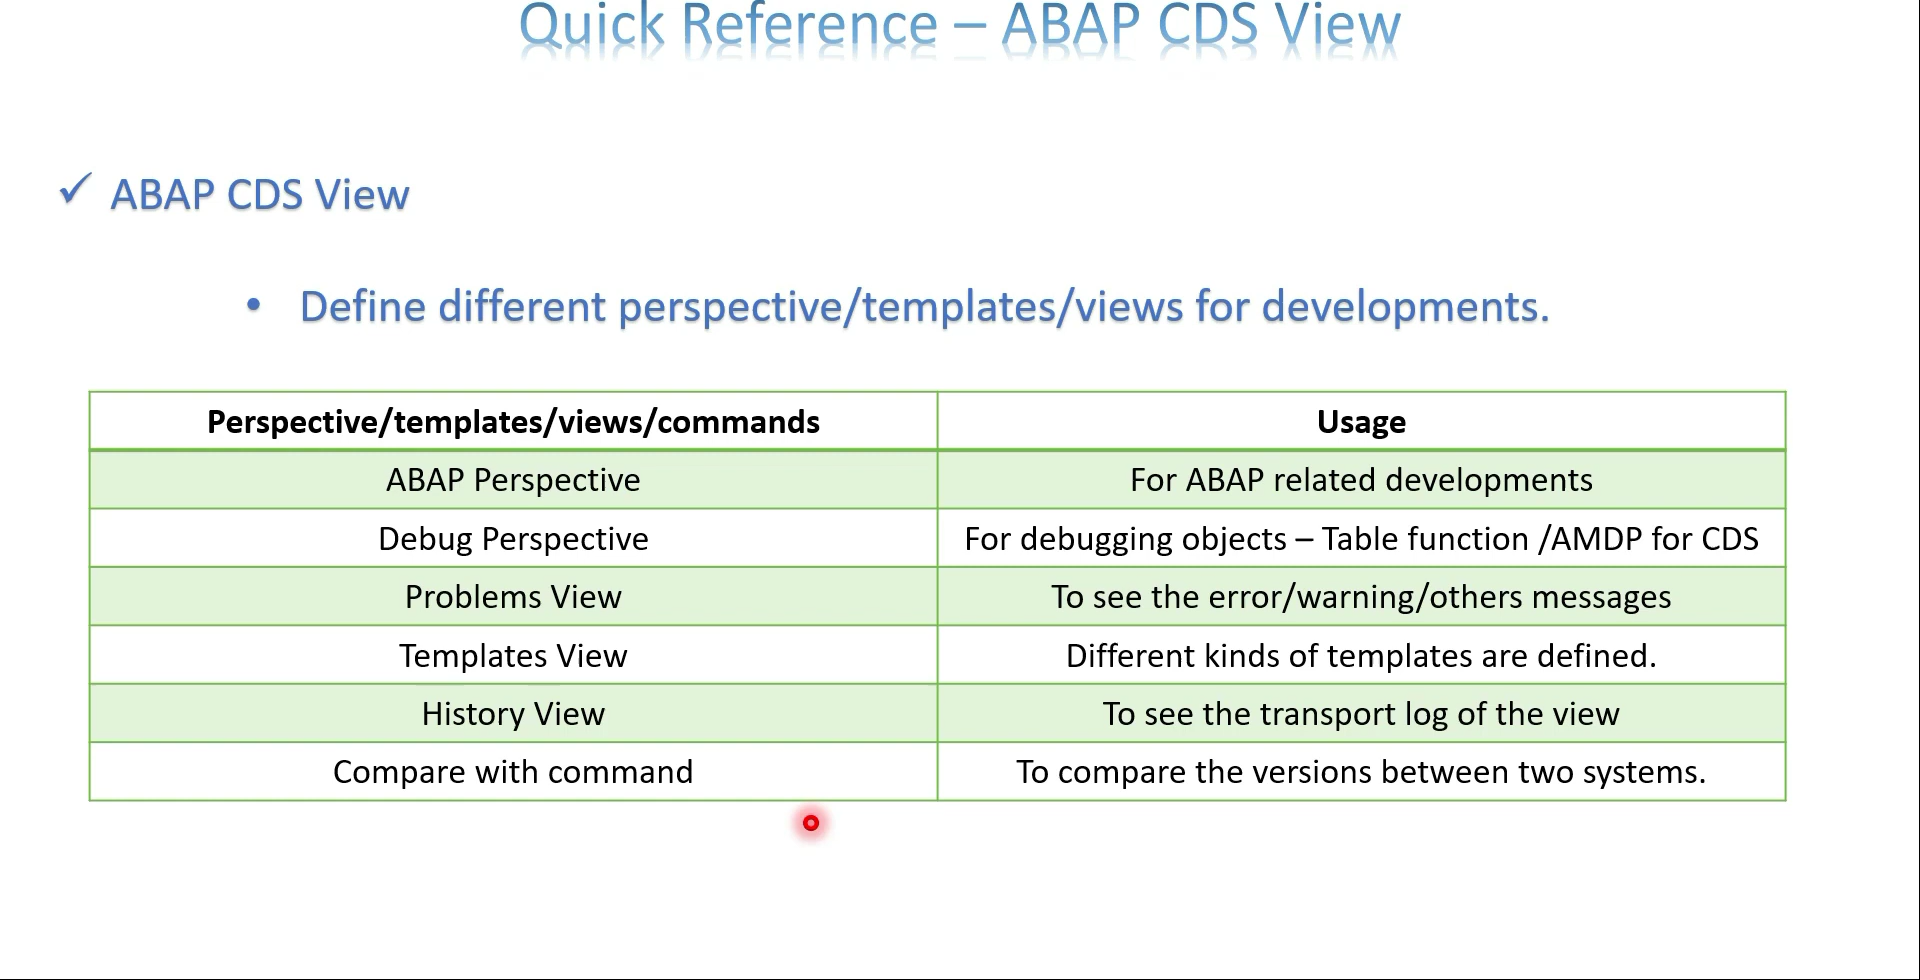 Quick Reference – ABAP CDS View
✓ ABAP CDS View
• Define different perspective/templates/views for developments.
Perspective/templates/views/commands Usage
ABAP Perspective For ABAP related developments
Debug Perspective For debugging objects – Table function /AMDP for CDS
Problems View To see the error/warning/others messages
Templates View Different kinds of templates are defined.
History View To see the transport log of the view
Compare with command To compare the versions between two systems.